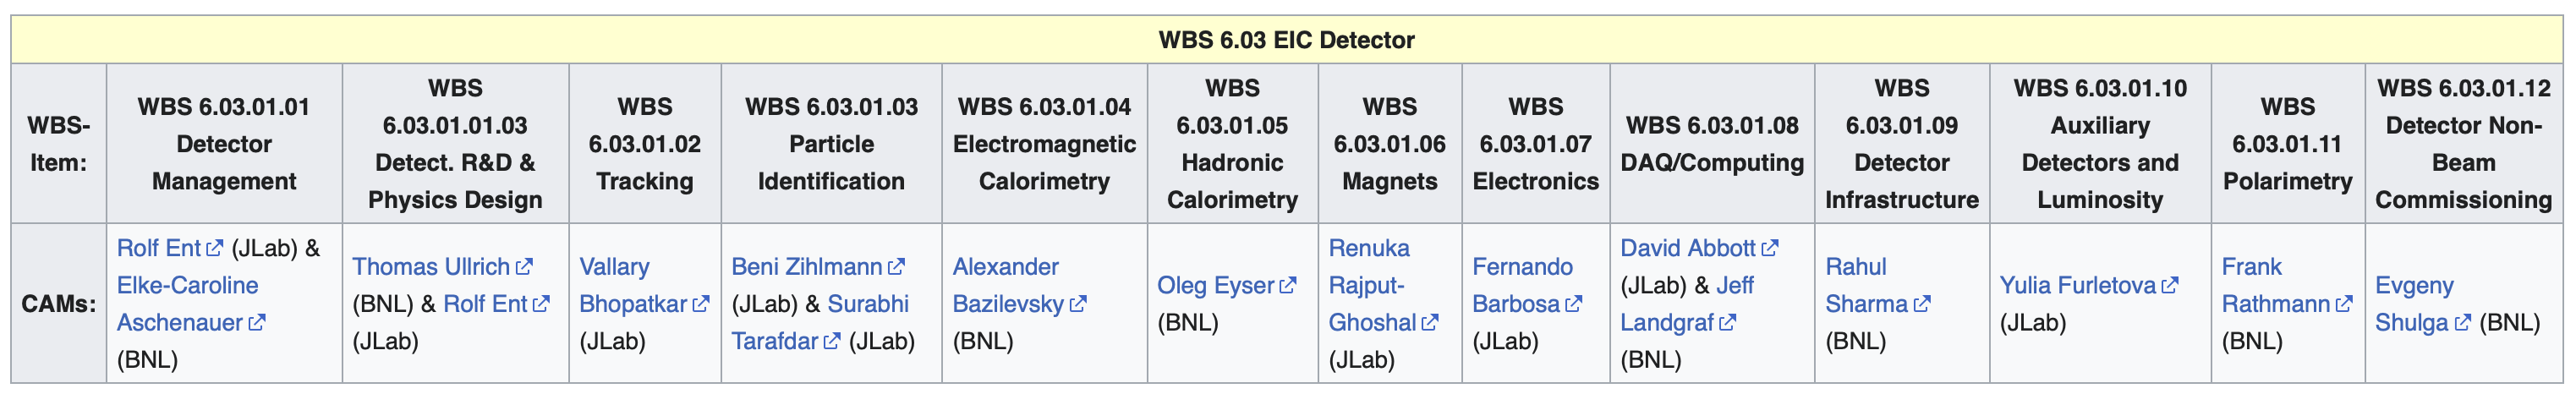 WBS 6.03 EIC Detector
WBS-
Item:
WBS 6.03.01.01
Detector
Management
WBS
6.03.01.01.03
Detect. R&D &
Physics Design
WBS
6.03.01.02
Tracking
WBS 6.03.01.03
Particle
Identification
WBS 6.03.01.04
Electromagnetic
Calorimetry
WBS
6.03.01.05
Hadronic
Calorimetry
WBS
6.03.01.06
Magnets
WBS
6.03.01.07
Electronics
WBS 6.03.01.08
DAQ/Computing
WBS
6.03.01.09
Detector
Infrastructure
WBS 6.03.01.10
Auxiliary
Detectors and
Luminosity
WBS
6.03.01.11
Polarimetry
WBS 6.03.01.12
Detector Non-
Beam
Commissioning
CAMs:
Rolf Ent (JLab) &
Elke-Caroline
Aschenauer
(BNL)
Thomas Ullrich
(BNL) & Rolf Ent
(JLab)
Vallary
Bhopatkar
(JLab)
Beni Zihlmann
(JLab) & Surabhi
Tarafdar (JLab)
Alexander
Bazilevsky
(BNL)
Oleg Eyser
(BNL)
Renuka
Rajput-
Ghoshal
(JLab)
Fernando
Barbosa
(JLab)
David Abbott
(JLab) & Jeff
Landgraf
(BNL)
Rahul
Sharma
(BNL)
Yulia Furletova
(JLab)
Frank
Rathmann
(BNL)
Evgeny
Shulga (BNL)